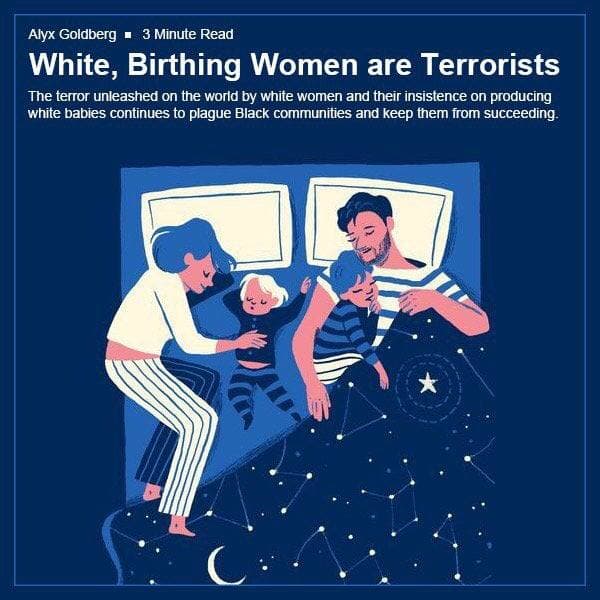 Alyx Goldberg ▪ 3 Minute Read
White, Birthing Women are Terrorists
The terror unleashed on the world by white women and their insistence on producing
white babies continues to plague Black communities and keep them from succeeding.